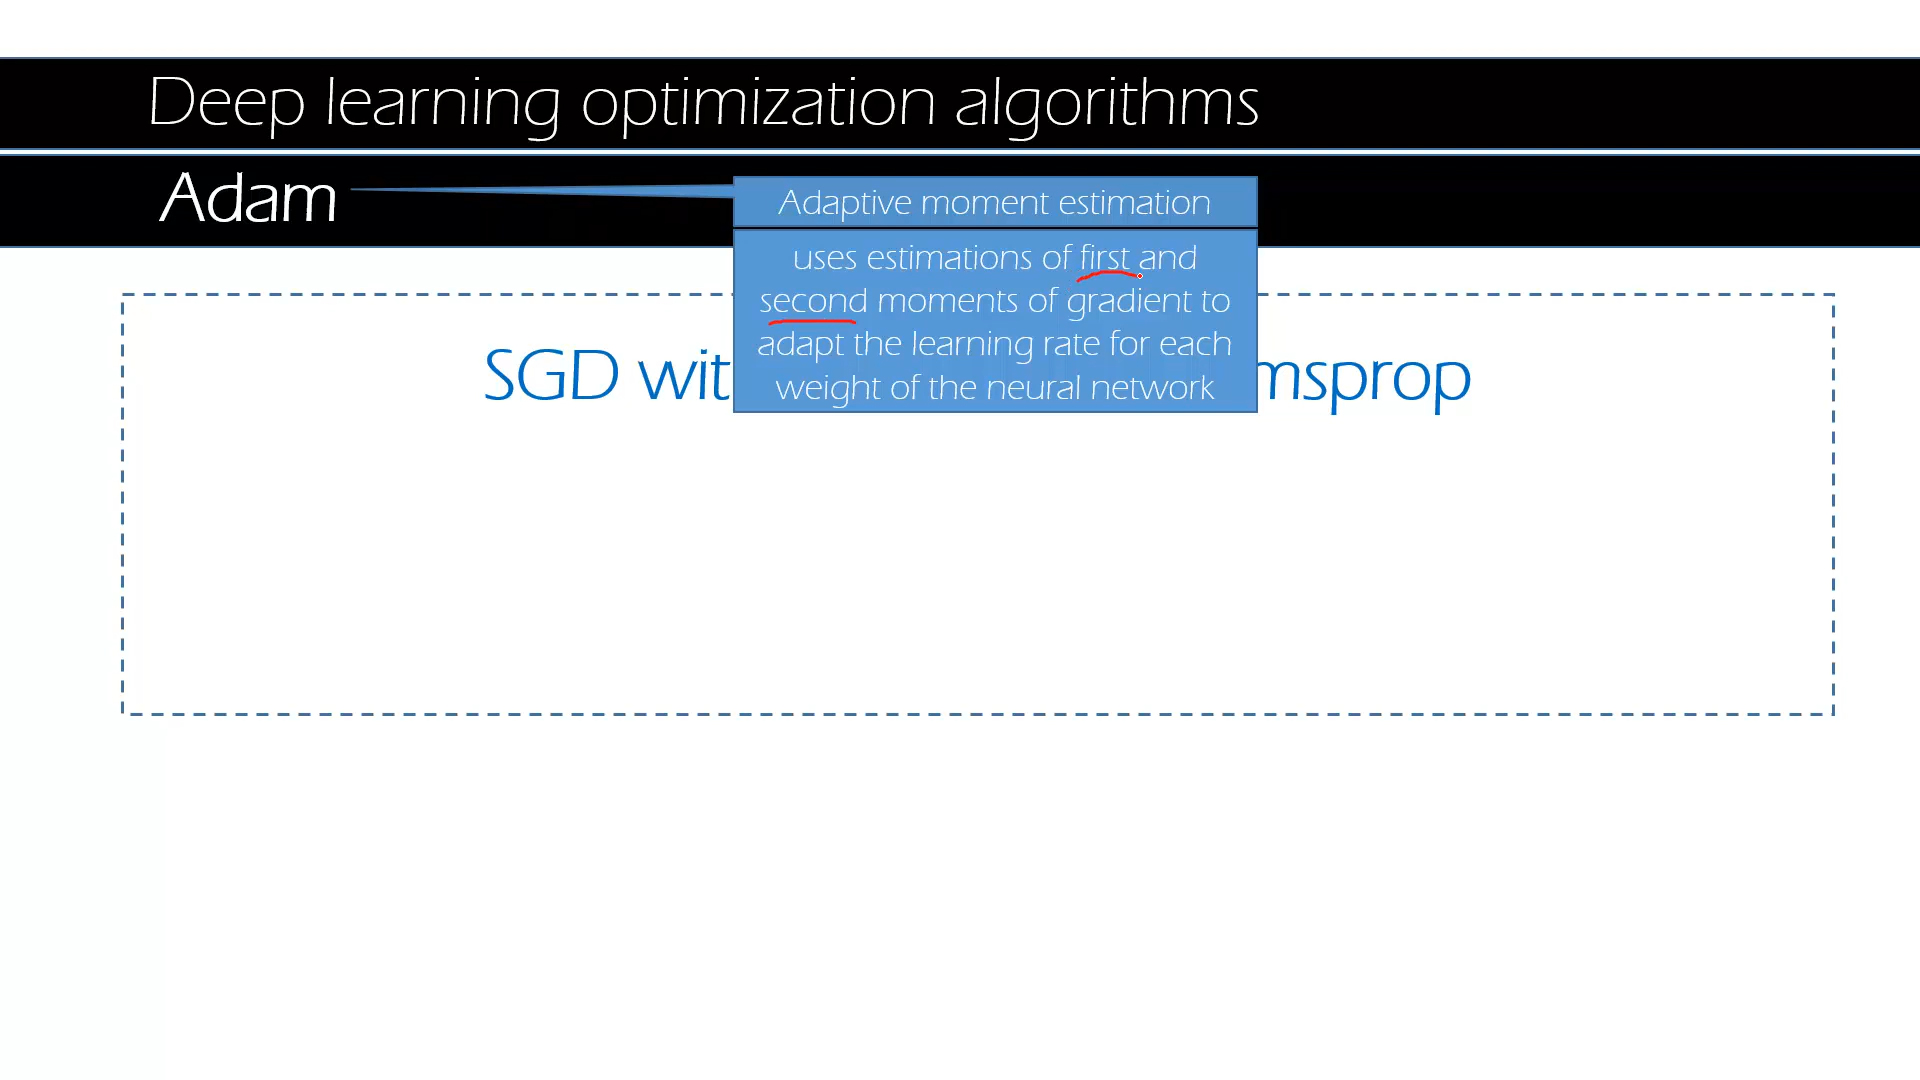 Deep learning optimization algorithms
Adam
Adaptive moment estimation
uses estimations of first and
second moments of gradient to
adapt the learning rate for each
weight of the neural network
SGD wit msprop